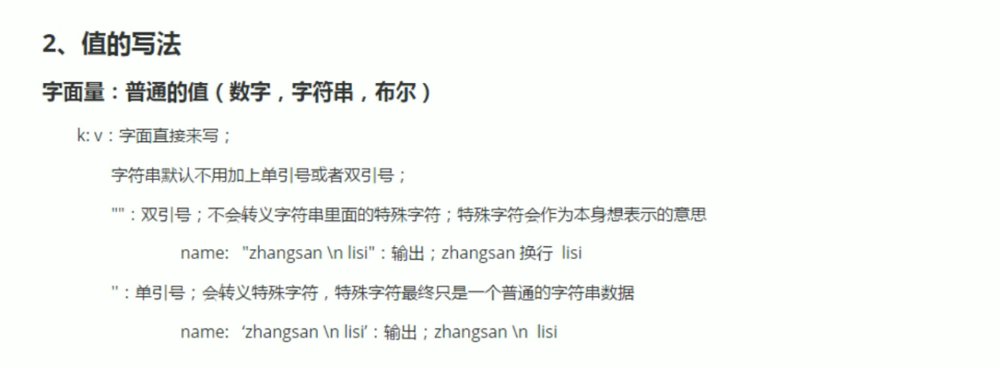 2、值的写法
字面量：普通的值（数字，字符串，布尔）
k: v：字面直接来写；
字符串默认不用加上单引号或者双引号；
""：双引号；不会转义字符串里面的特殊字符；特殊字符会作为本身想表示的意思
name: "zhangsan \n lisi"：输出；zhangsan 换行 lisi
''：单引号；会转义特殊字符，特殊字符最终只是一个普通的字符串数据
name: ‘zhangsan \n lisi’：输出；zhangsan \n lisi